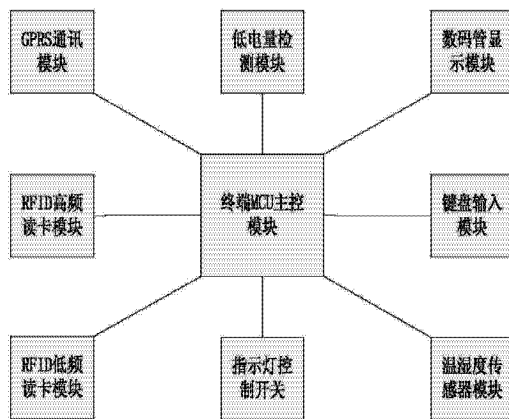 GPRS通讯
模块
低电量检
测模块
数码管显
示模块
RFID高频
读卡模块
终端MCU主控
模块
键盘输入
模块
RFID低频
读卡模块
指示灯控
制开关
温湿度传
感器模块